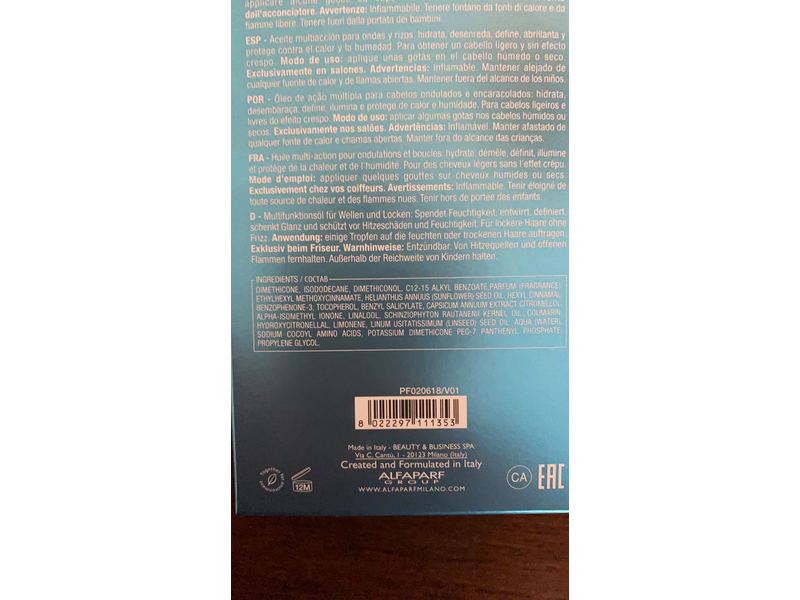 applicare alcune gocce su
dall'acconciatore. Avvertenze: Infiammabile. Tenere lontano da fonti di calore e da
fiamme libere. Tenere fuori dalla portata dei bambini.
ESP - Aceite multiacción para ondas y rizos, hidrata, desenreda, define, abrillanta y
protege contra el calor y la humedad. Para obtener un cabello ligero y sin efecto
crespo. Modo de uso: aplique unas gotas en el cabello húmedo o seco.
Exclusivamente en salones. Advertencias: Inflamable. Mantener alejado de
cualquier fuente de calor y de llamas abiertas. Mantener fuera del alcance de los niños.
POR - Óleo de ação múltipla para cabelos ondulados e encaracolados: hidrata,
desembaraça, define, ilumina e protege de calor e humidade. Para cabelos ligeiros e
livres do efeito crespo. Modo de uso: aplicar algumas gotas nos cabelos húmidos ou
secos. Exclusivamente nos salões. Advertências: Inflamável. Manter afastado de
qualquer fonte de calor e chamas abertas. Manter fora do alcance das crianças.
FRA - Huile multi-action pour ondulations et boucles: hydrate, démêle, définit, illumine
et protège de la chaleur et de l'humidité. Pour des cheveux légers sans l'effet crépu.
Mode d'emploi: appliquer quelques gouttes sur cheveux humides ou secs.
Exclusivement chez vos coiffeurs. Avertissements: Inflammable. Tenir éloigné de
toute source de chaleur et des flammes nues. Tenir hors de portée des enfants.
D - Multifunktionsöl für Wellen und Locken: Spendet Feuchtigkeit, entwirrt, definiert,
schenkt Glanz und schützt vor Hitzeschäden und Feuchtigkeit. Für lockere Haare ohne
Frizz. Anwendung: einige Tropfen auf die feuchten oder trockenen Haare auftragen.
Exklusiv beim Friseur. Warnhinweise: Entzündbar. Von Hitzequellen und offenen
Flammen fernhalten. Außerhalb der Reichweite von Kindern halten.
INGREDIENTS / СОСТАВ
DIMETHICONE, ISODODECANE, DIMETHICONOL, C12-15 ALKYL BENZOATE, PARFUM (FRAGRANCE)
ETHYLHEXYL METHOXYCINNAMATE, HELIANTHUS ANNUUS (SUNFLOWER) SEED OIL, HEXYL CINNAMAL
BENZOPHENONE-3, TOCOPHEROL, BENZYL SALICYLATE, CAPSICUM ANNUUM EXTRACT CITRONELLOL
ALPHA-ISOMETHYL IONONE, LINALOOL, SCHINZIOPHYTON RAUTANENII KERNEL OIL, COUMARIN,
HYDROXYCITRONELLAL, LIMONENE, LINUM USITATISSIMUM (LINSEED) SEED OIL, AQUA (WATER),
SODIUM COCOYL AMINO ACIDS, POTASSIUM DIMETHICONE PEG-7 PANTHENYL PHOSPHATE
PROPYLENE GLYCOL.
PF020618/V01
8 022297 111353
Made in Italy - BEAUTY & BUSINESS SPA
Via C. Cantù, 1 - 20123 Milano (Italy)
Created and Formulated in Italy
ALFAPARF
GROUP
WWW.ALFAPARFMILANO.COM
Together for
12M
CA
EAC